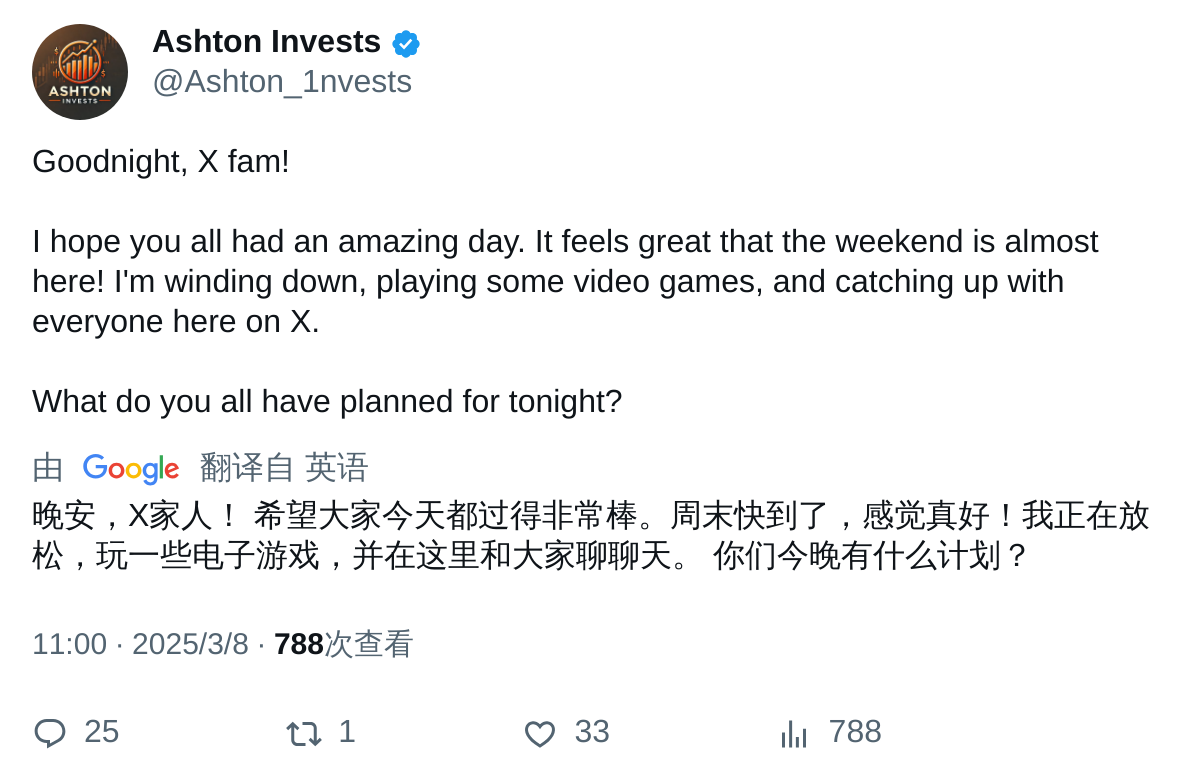 ASHTON
INVESTS
Ashton Invests
@Ashton_1nvests
Goodnight, X fam!
I hope you all had an amazing day. It feels great that the weekend is almost
here! I'm winding down, playing some video games, and catching up with
everyone here on X.
What do you all have planned for tonight?
由 Google 翻译自 英语
晚安，X家人！ 希望大家今天都过得非常棒。周末快到了，感觉真好！我正在放
松，玩一些电子游戏，并在这里和大家聊聊天。 你们今晚有什么计划？
11:00 · 2025/3/8 · 788次查看
25 1 33 788